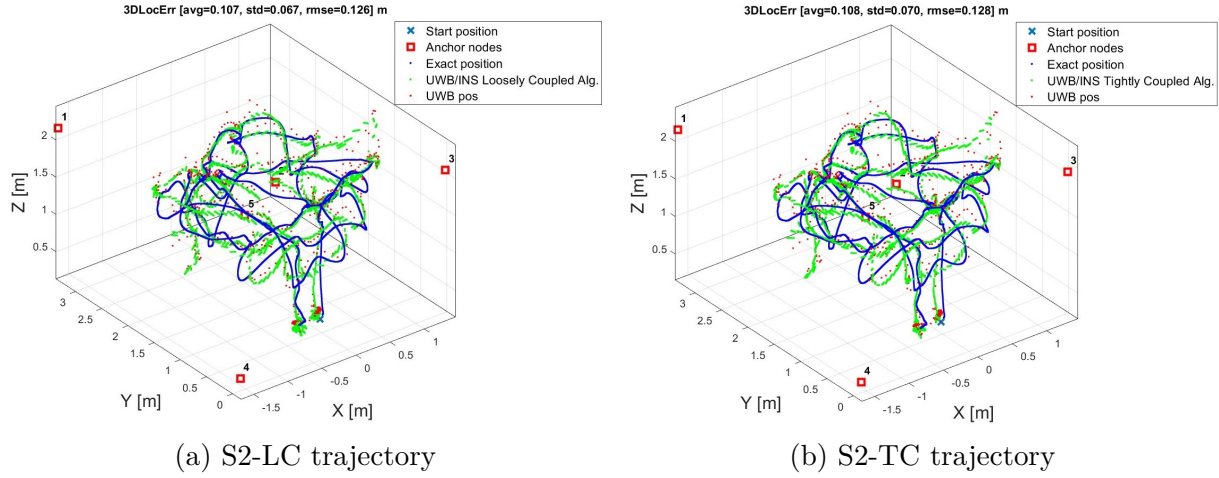 3DLocErr [avg=0.107, std=0.067, rmse=0.126] m
Start position
Anchor nodes
Exact position
UWB/INS Loosely Coupled Alg.
UWB pos
1
3
5
4
Z [m]
2
1.5
1
0.5
3
2.5
2
1.5
1
0.5
0
Y [m]
-1.5
-1
-0.5
0
0.5
1
X [m]
(a) S2-LC trajectory
3DLocErr [avg=0.108, std=0.070, rmse=0.128] m
Start position
Anchor nodes
Exact position
UWB/INS Tightly Coupled Alg.
UWB pos
1
3
5
4
Z [m]
2
1.5
1
0.5
3
2.5
2
1.5
1
0.5
0
Y [m]
-1.5
-1
-0.5
0
0.5
1
X [m]
(b) S2-TC trajectory